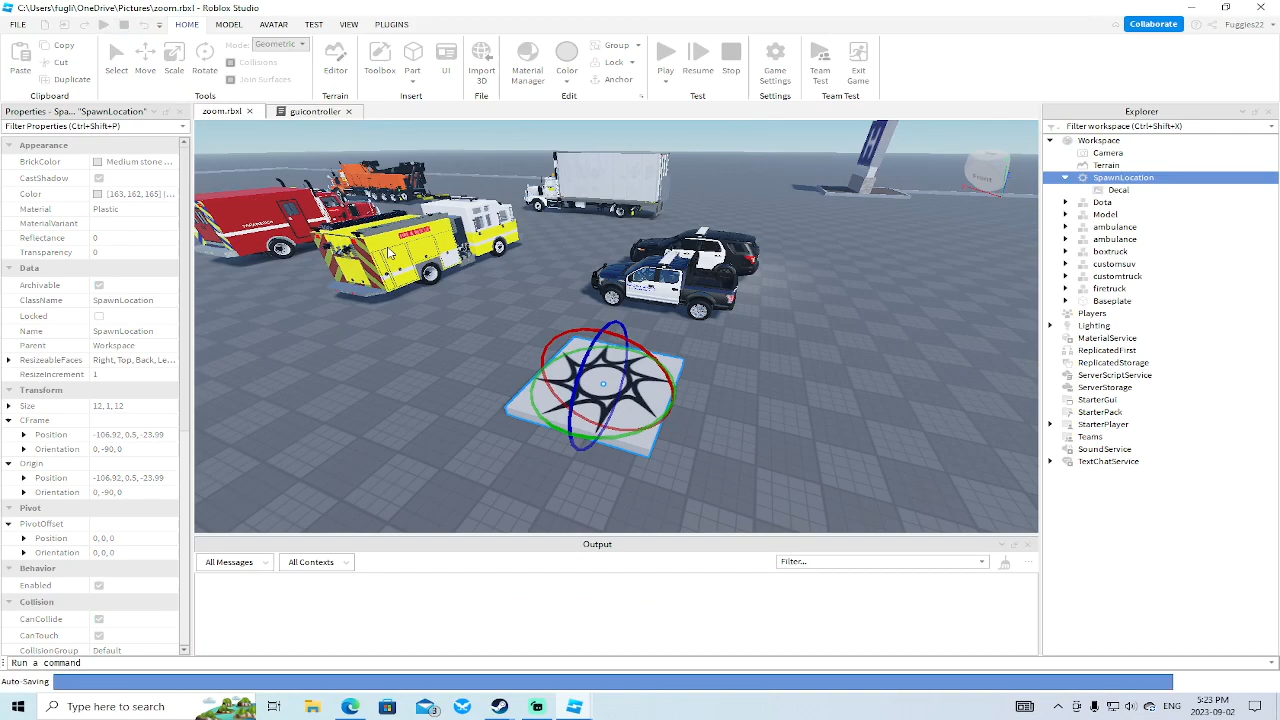 C:\Users\fugli\Pictures\zoom.rbxl - Roblox Studio
FILE HOME MODEL AVATAR TEST VIEW PLUGINS Collaborate Fuggies22
Paste Copy Cut Duplicate Clipboard
Select Move Scale Rotate Mode: Geometric Collisions Join Surfaces Tools
Editor Terrain
Toolbox Part UI Insert
Import 3D File
Material Manager Color Group Lock Anchor Edit
Play Resume Stop Test
Game Settings Settings
Team Test Exit Game Team Test
Properties - Spa... "SpawnLocation"
Filter Properties (Ctrl+Shift+P)
Appearance
BrickColor Medium stone ...
CastShadow
Color [163, 162, 165] (...
Material Plastic
MaterialVariant
Reflectance 0
Transparency 0
Data
Archivable
ClassName SpawnLocation
Locked
Name SpawnLocation
Parent Workspace
ResizeableFaces Right, Top, Back, Le...
ResizeIncrement 1
Transform
Size 12, 1, 12
CFrame
Position -106.92, 0.5, -23.99
Orientation 0, -90, 0
Origin
Position -106.92, 0.5, -23.99
Orientation 0, -90, 0
Pivot
PivotOffset
Position 0, 0, 0
Orientation 0, 0, 0
Behavior
Enabled
Collision
CanCollide
CanTouch
CollisionGroup Default
zoom.rbxl guicontroller
Front
Output
All Messages All Contexts Filter...
Explorer
Filter workspace (Ctrl+Shift+X)
Workspace
Camera
Terrain
SpawnLocation
Decal
Data
Model
ambulance
ambulance
boxtruck
customsuv
customtruck
firetruck
Baseplate
Players
Lighting
MaterialService
ReplicatedFirst
ReplicatedStorage
ServerScriptService
ServerStorage
StarterGui
StarterPack
StarterPlayer
Teams
SoundService
TextChatService
Run a command
Auto-Saving
Type here to search
5:23 PM
2023-09-02